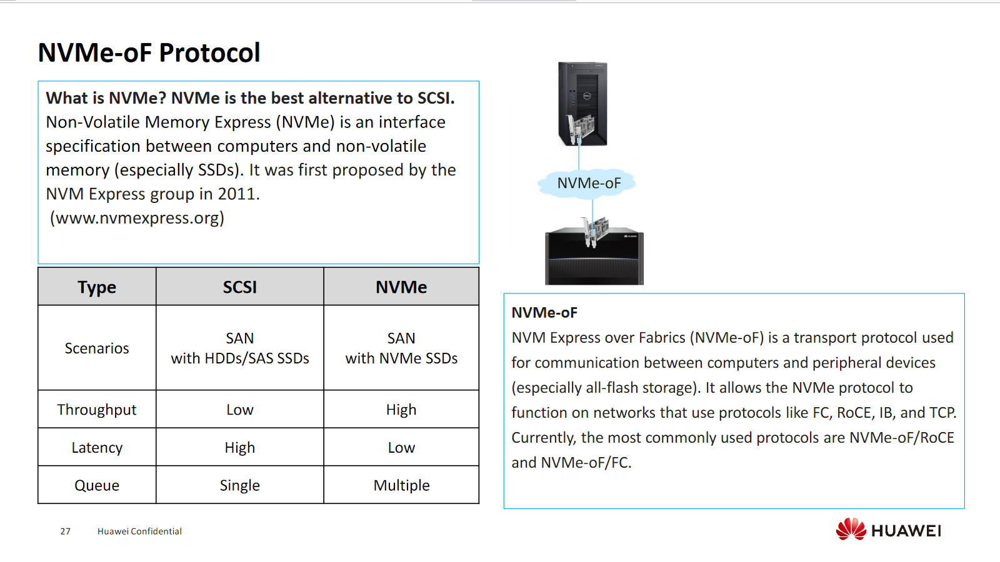 NVMe-oF Protocol
What is NVMe? NVMe is the best alternative to SCSI.
Non-Volatile Memory Express (NVMe) is an interface
specification between computers and non-volatile
memory (especially SSDs). It was first proposed by the
NVM Express group in 2011.
(www.nvmexpress.org)
Type SCSI NVMe
Scenarios
SAN
with HDDs/SAS SSDs
SAN
with NVMe SSDs
Throughput Low High
Latency High Low
Queue Single Multiple
DELL
NVMe-oF
HUAWEI
NVMe-oF
NVM Express over Fabrics (NVMe-oF) is a transport protocol used
for communication between computers and peripheral devices
(especially all-flash storage). It allows the NVMe protocol to
function on networks that use protocols like FC, RoCE, IB, and TCP.
Currently, the most commonly used protocols are NVMe-oF/RoCE
and NVMe-oF/FC.
27 Huawei Confidential
HUAWEI